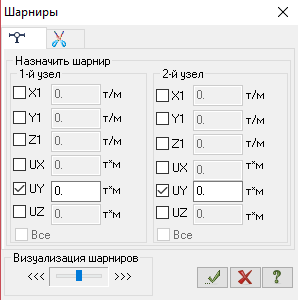 Шарниры
Назначить шарнир
1-й узел 2-й узел
X1 0. т/м X1 0. т/м
Y1 0. т/м Y1 0. т/м
Z1 0. т/м Z1 0. т/м
UX 0. т*м UX 0. т*м
UY 0. т*м UY 0. т*м
UZ 0. т*м UZ 0. т*м
Все Все
Визуализация шарниров
<<< >>> ?